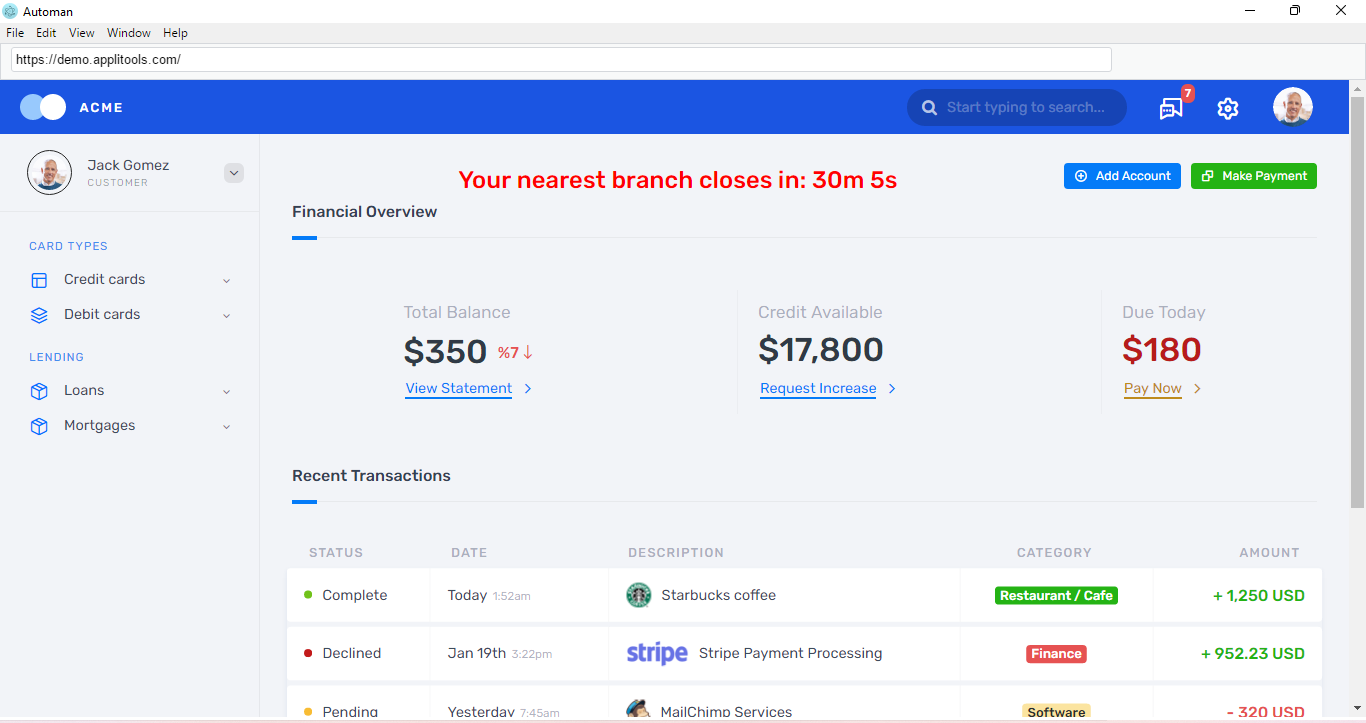 Automan
File Edit View Window Help
https://demo.applitools.com/
ACME
Start typing to search...
7
Jack Gomez
CUSTOMER
Your nearest branch closes in: 30m 5s
Add Account
Make Payment
Financial Overview
CARD TYPES
Credit cards
Debit cards
LENDING
Loans
Mortgages
Total Balance
$350 %7
View Statement
Credit Available
$17,800
Request Increase
Due Today
$180
Pay Now
Recent Transactions
STATUS DATE DESCRIPTION CATEGORY AMOUNT
Complete Today 1:52am Starbucks coffee Restaurant / Cafe + 1,250 USD
Declined Jan 19th 3:22pm stripe Stripe Payment Processing Finance + 952.23 USD
Pending Yesterday 7:45am MailChimp Services Software - 320 USD